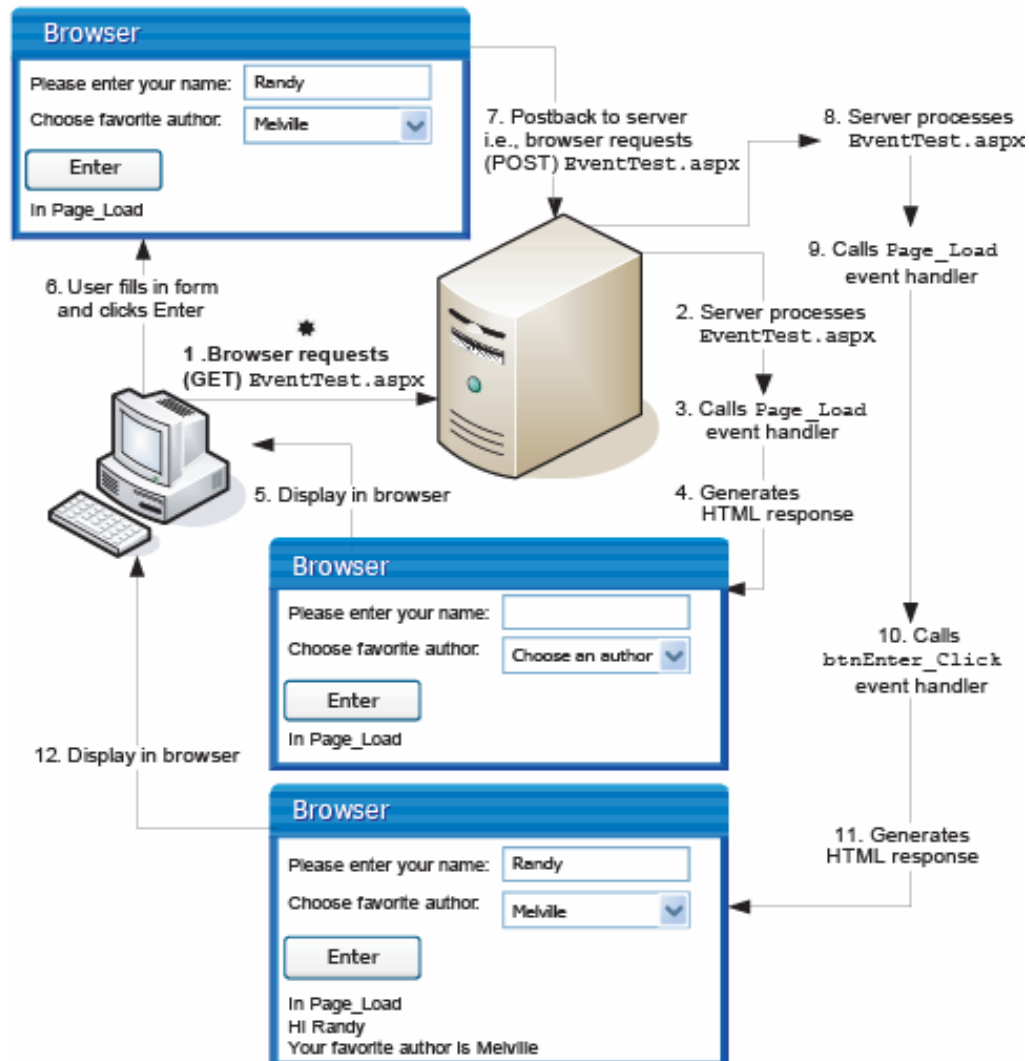 Browser
Please enter your name: Randy
Choose favorite author: Melville
Enter
In Page_Load
7. Postback to server
i.e., browser requests
(POST) EventTest.aspx
8. Server processes
EventTest.aspx
9. Calls Page_Load
event handler
6. User fills in form
and clicks Enter
1 .Browser requests
(GET) EventTest.aspx
2. Server processes
EventTest.aspx
3. Calls Page_Load
event handler
4. Generates
HTML response
5. Display in browser
Browser
Please enter your name:
Choose favorite author: Choose an author
Enter
In Page_Load
10. Calls
btnEnter_Click
event handler
11. Generates
HTML response
12. Display in browser
Browser
Please enter your name: Randy
Choose favorite author: Melville
Enter
In Page_Load
Hi Randy
Your favorite author is Melville